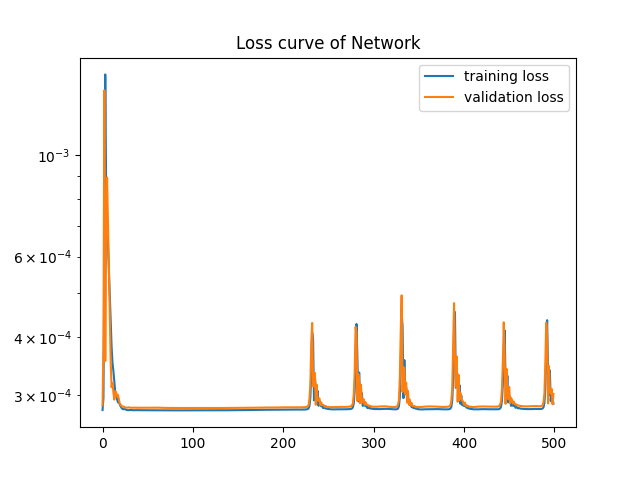 Loss curve of Network
training loss
validation loss
10⁻³
6 × 10⁻⁴
4 × 10⁻⁴
3 × 10⁻⁴
0 100 200 300 400 500